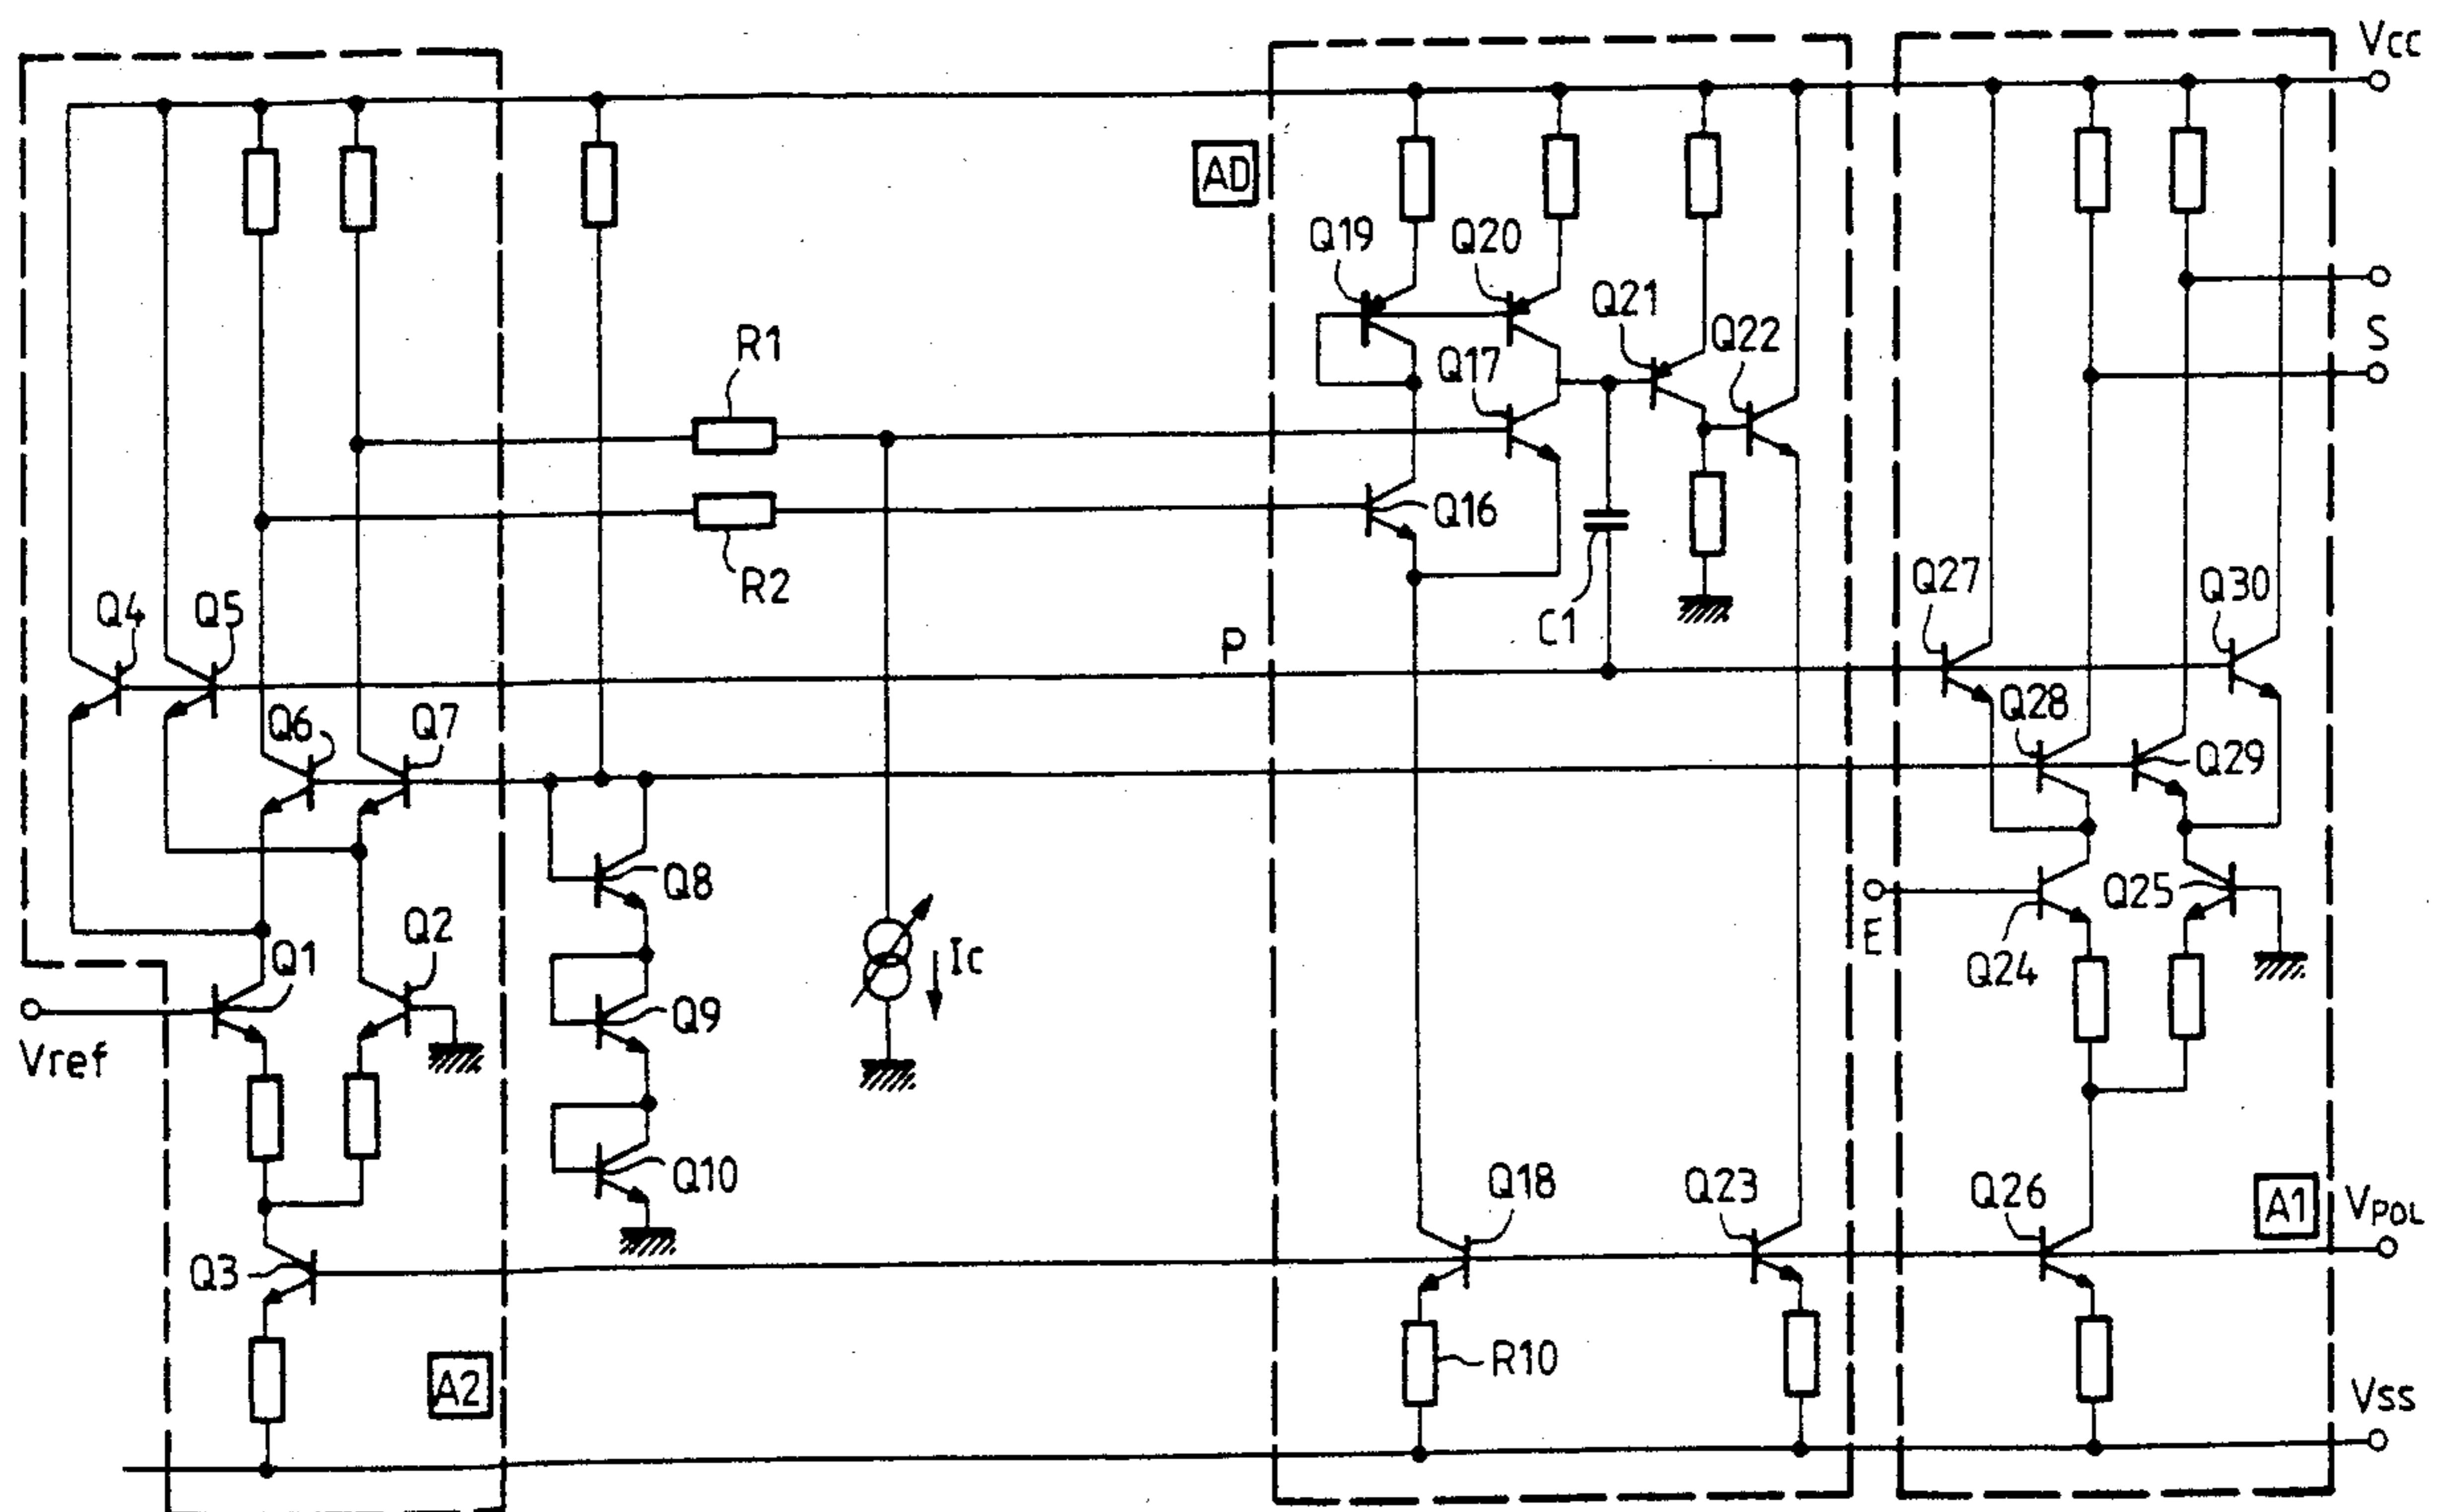 Vcc
AD
Q19
Q20
Q21
Q22
S
R1
Q17
Q16
R2
C1
Q27
Q30
Q4
Q5
P
Q6
Q7
Q28
Q29
Q8
Q25
E
Q24
Q1
Q2
Ic
Q9
Vref
Q10
Q18
Q23
Q26
A1
VPOL
Q3
R10
A2
Vss